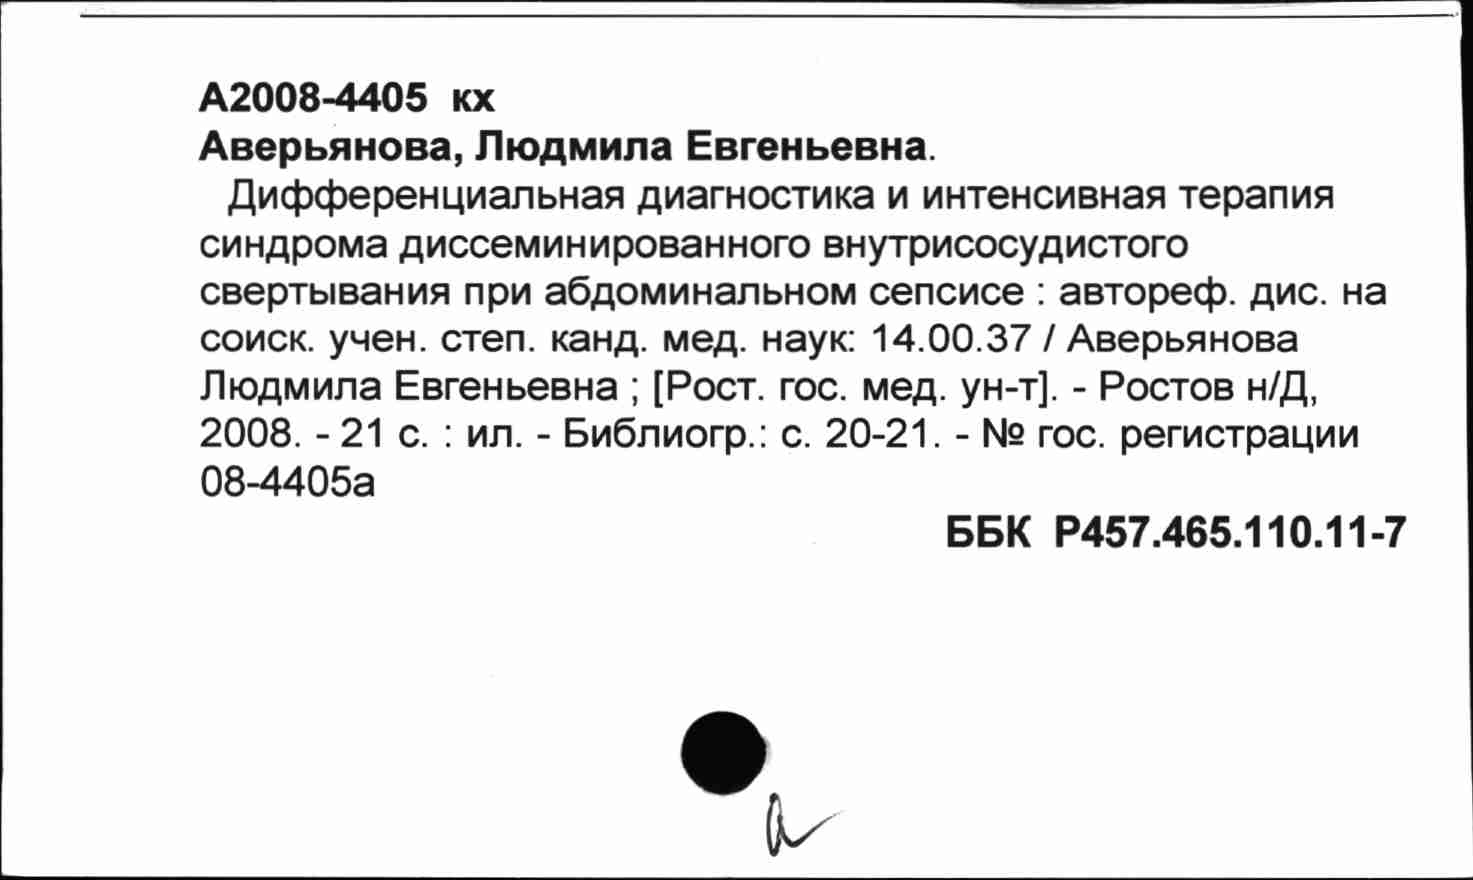 А2008-4405 кх
Аверьянова, Людмила Евгеньевна.
Дифференциальная диагностика и интенсивная терапия
синдрома диссеминированного внутрисосудистого
свертывания при абдоминальном сепсисе : автореф. дис. на
соиск. учен. степ. канд. мед. наук: 14.00.37 / Аверьянова
Людмила Евгеньевна ; [Рост. гос. мед. ун-т]. - Ростов н/Д,
2008. - 21 с. : ил. - Библиогр.: с. 20-21. - № гос. регистрации
08-4405а
ББК Р457.465.110.11-7
а